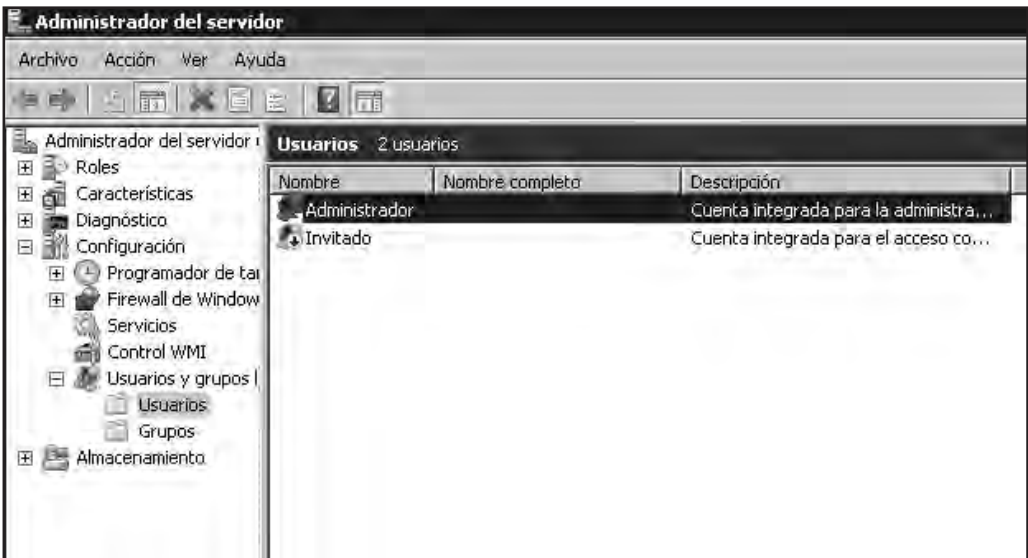 Administrador del servidor
Archivo Acción Ver Ayuda
Administrador del servidor
Roles
Características
Diagnóstico
Configuración
Programador de tar
Firewall de Window
Servicios
Control WMI
Usuarios y grupos
Usuarios
Grupos
Almacenamiento
Usuarios 2 usuarios
Nombre Nombre completo Descripción
Administrador Cuenta integrada para la administra...
Invitado Cuenta integrada para el acceso co...